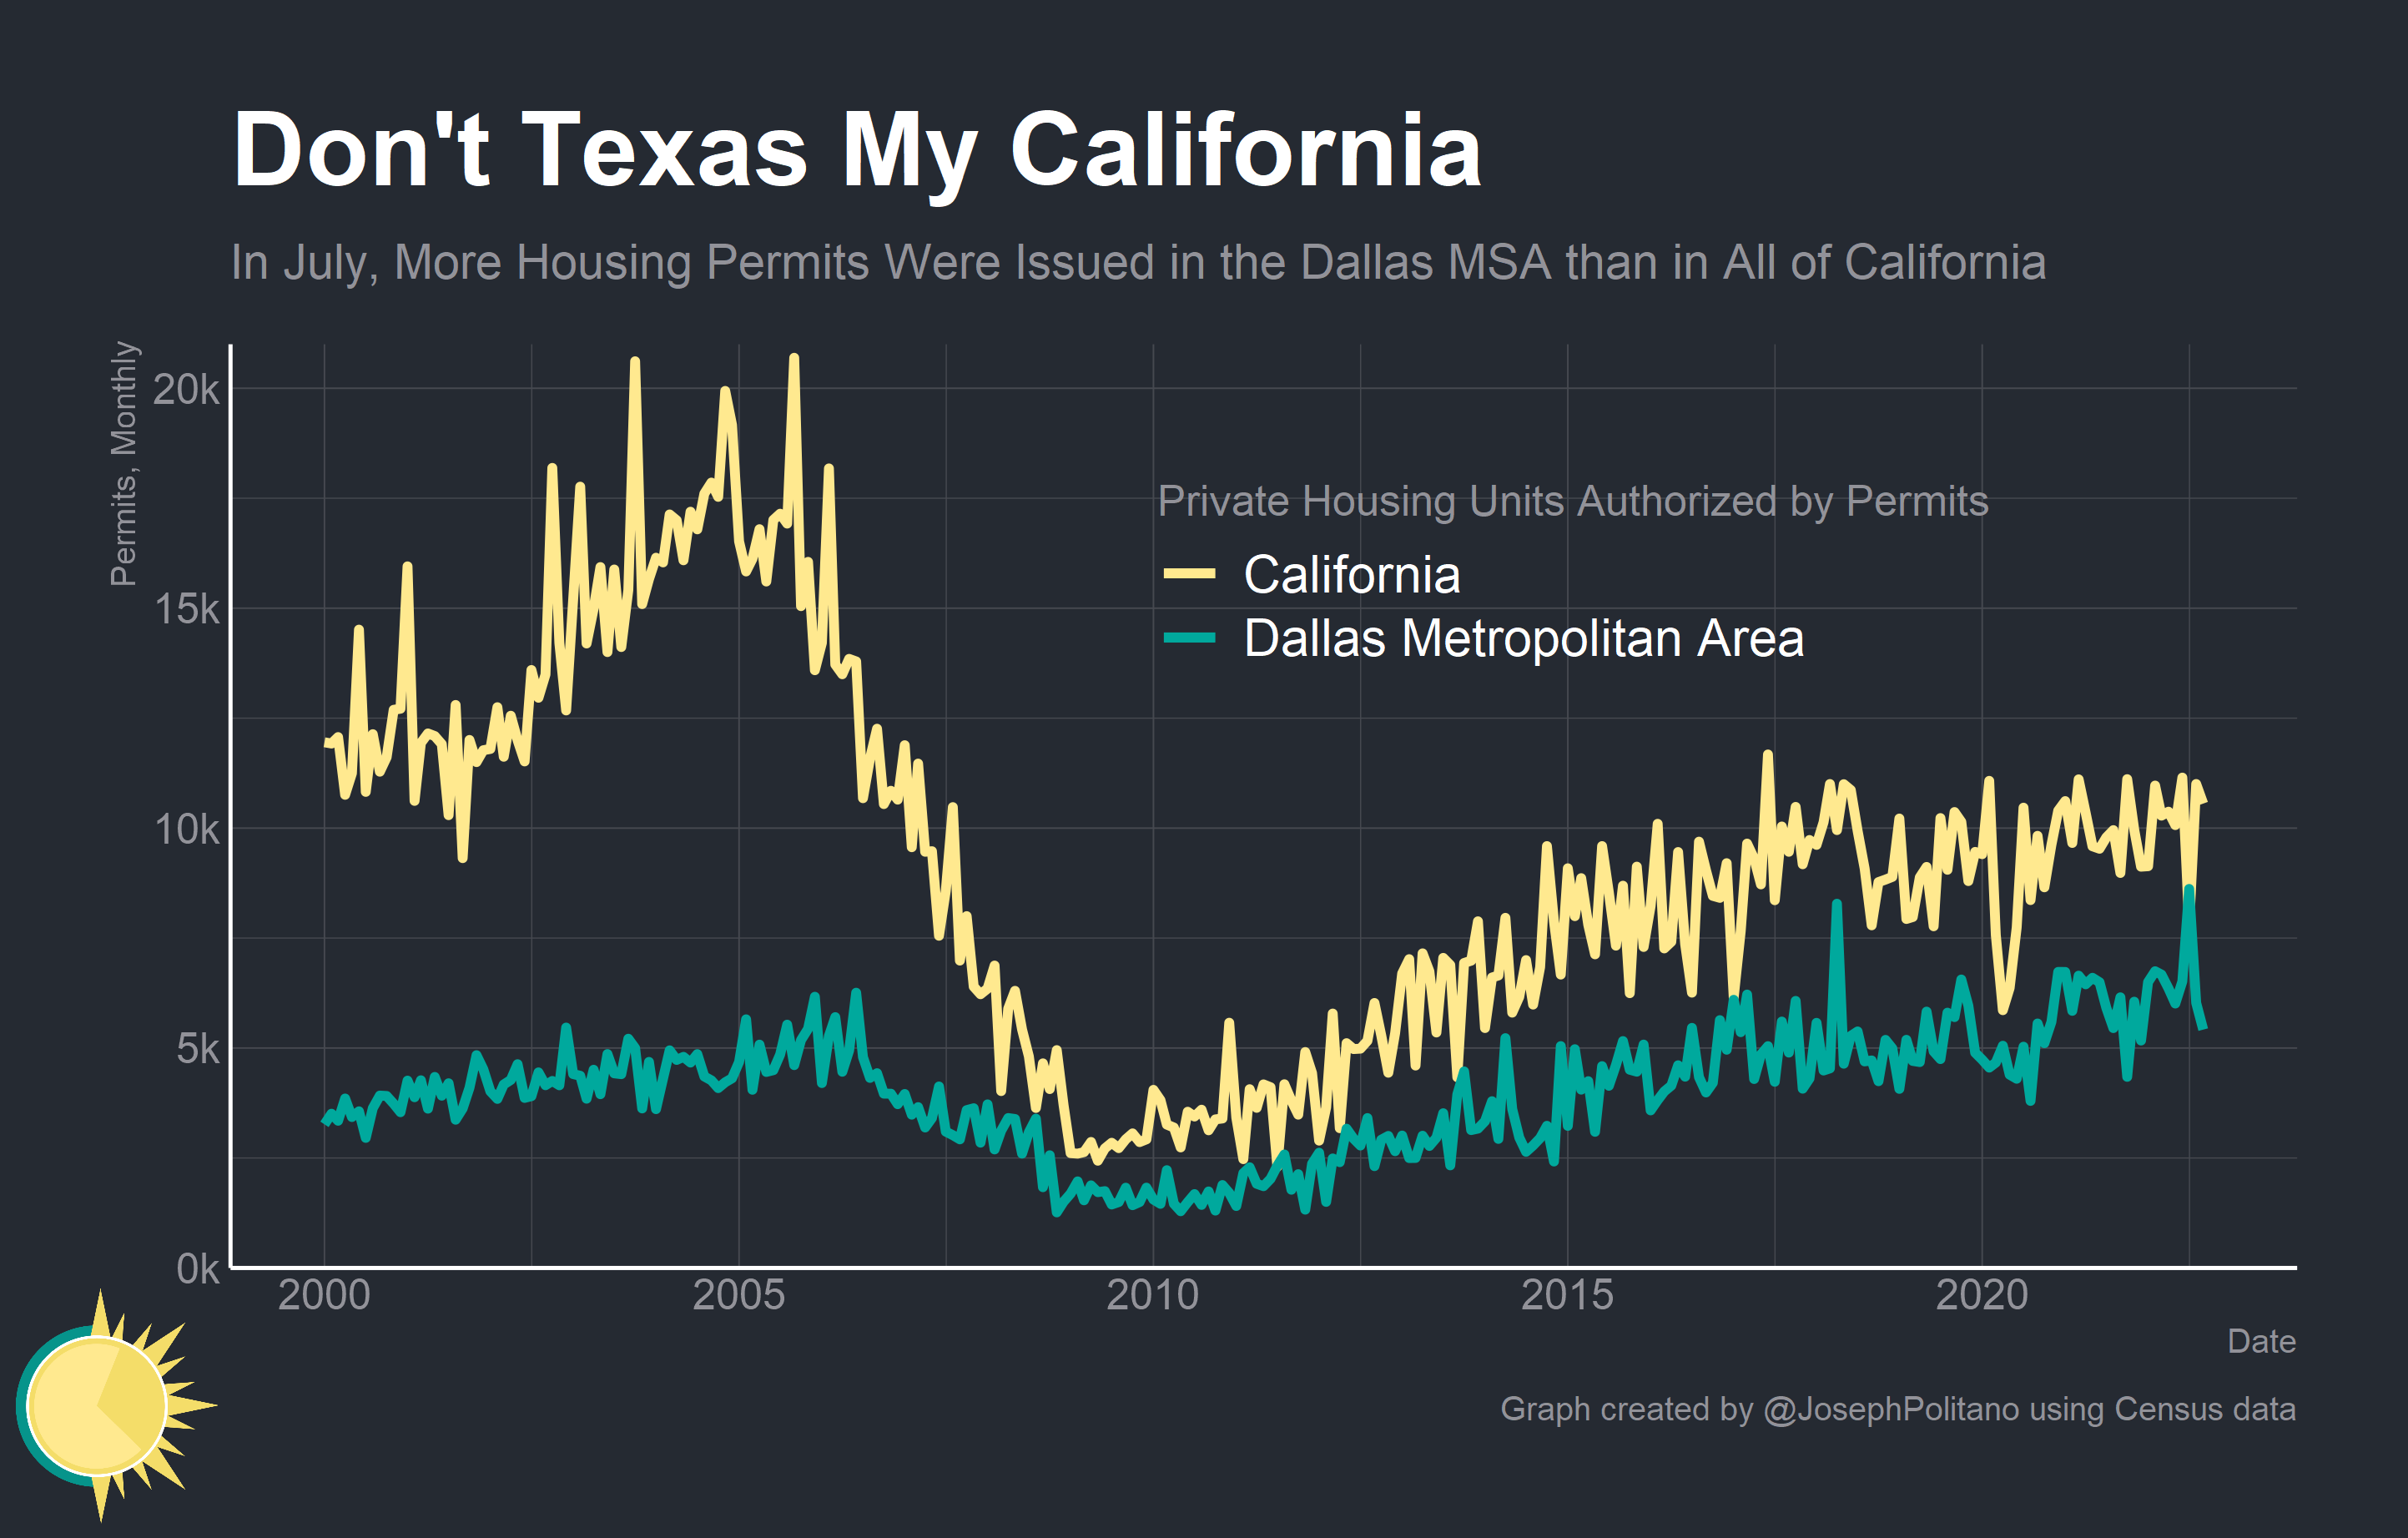 Don't Texas My California
In July, More Housing Permits Were Issued in the Dallas MSA than in All of California
Permits, Monthly
20k
15k
10k
5k
0k
Private Housing Units Authorized by Permits
California
Dallas Metropolitan Area
2000 2005 2010 2015 2020
Date
Graph created by @JosephPolitano using Census data